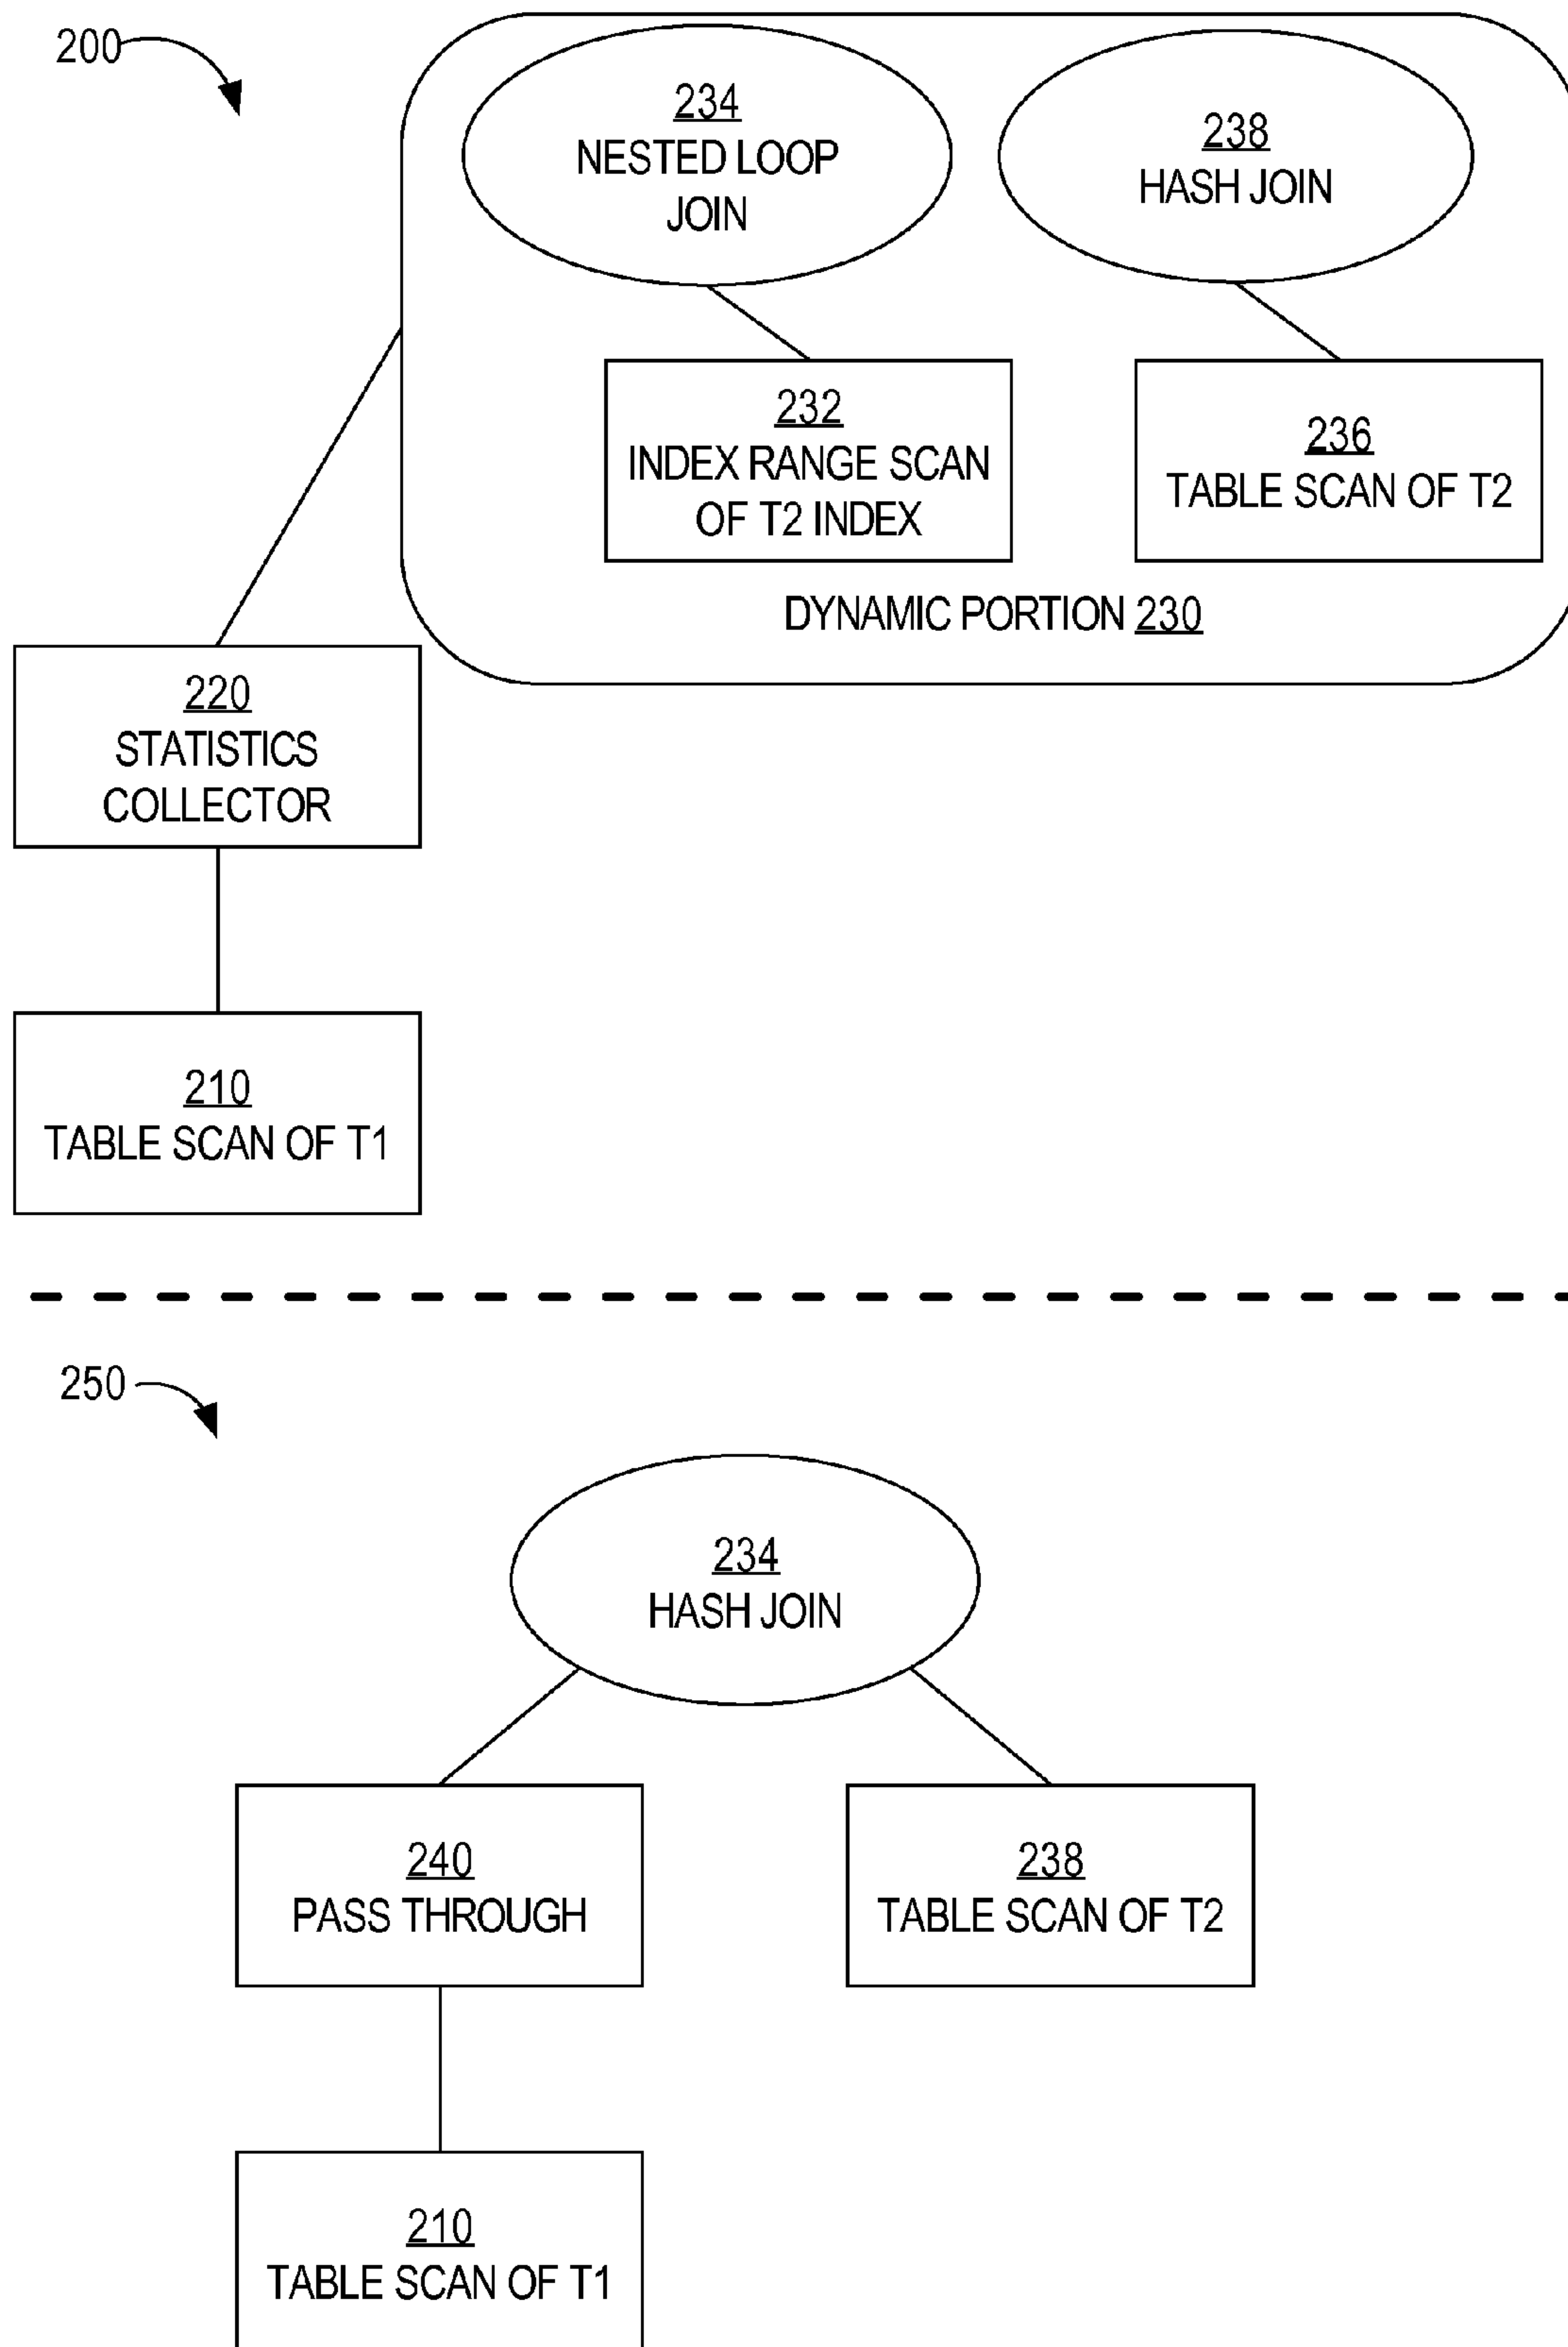 200
234
NESTED LOOP
JOIN
238
HASH JOIN
232
INDEX RANGE SCAN
OF T2 INDEX
236
TABLE SCAN OF T2
DYNAMIC PORTION 230
220
STATISTICS
COLLECTOR
210
TABLE SCAN OF T1
250
234
HASH JOIN
240
PASS THROUGH
238
TABLE SCAN OF T2
210
TABLE SCAN OF T1